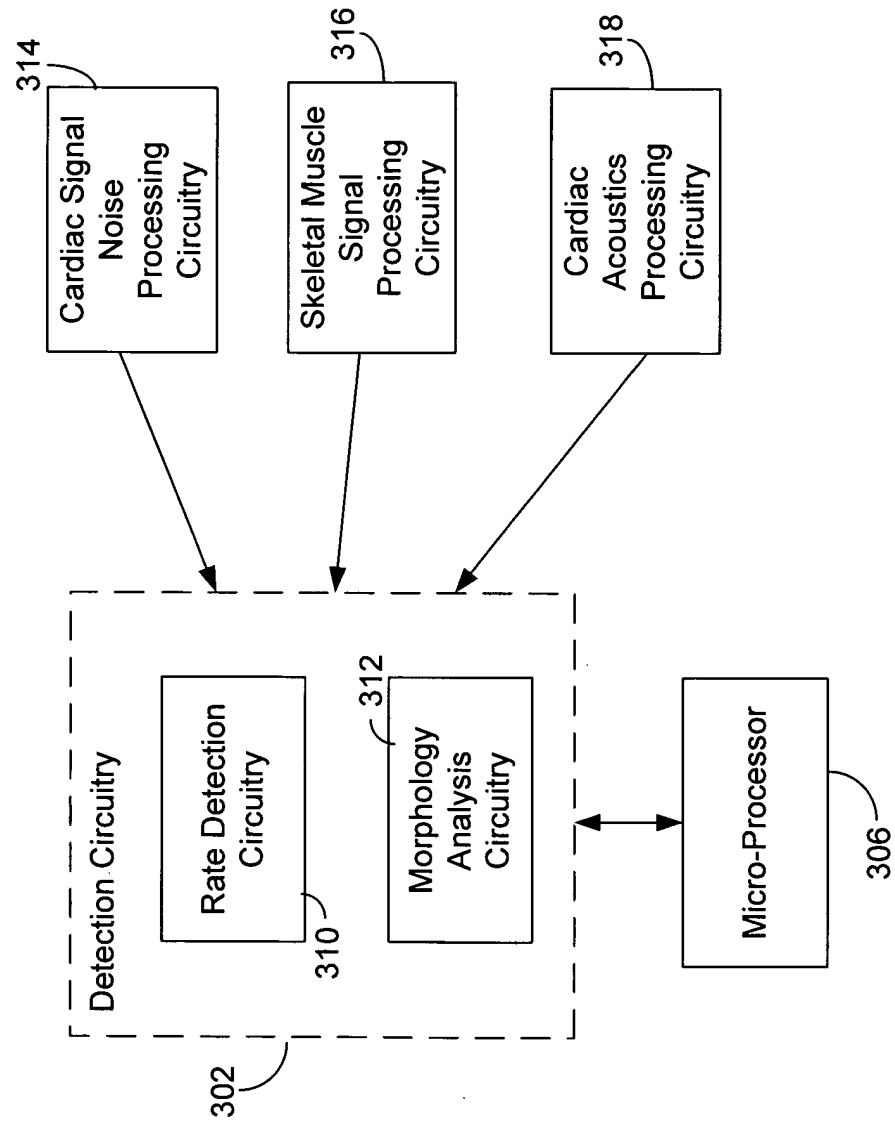 314
Cardiac Signal
Noise
Processing
Circuitry
316
Skeletal Muscle
Signal
Processing
Circuitry
318
Cardiac
Acoustics
Processing
Circuitry
Detection Circuitry
302
Rate Detection
Circuitry
310
312
Morphology
Analysis
Circuitry
Micro-Processor
306